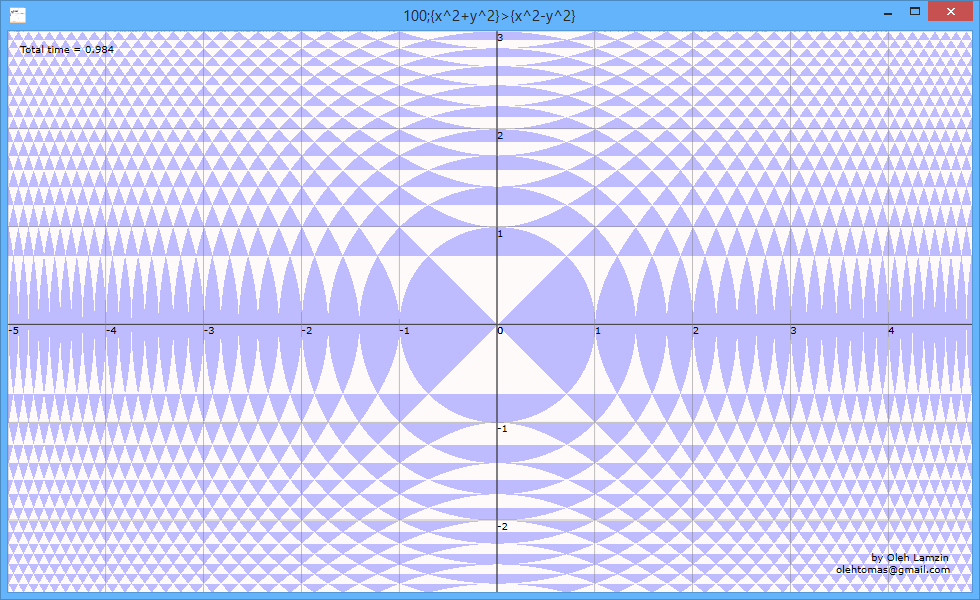 100;{x^2+y^2}>{x^2-y^2}
Total time = 0.984
3
2
1
-5 -4 -3 -2 -1 0 1 2 3 4
-1
-2
by Oleh Lamzin
olehtomas@gmail.com